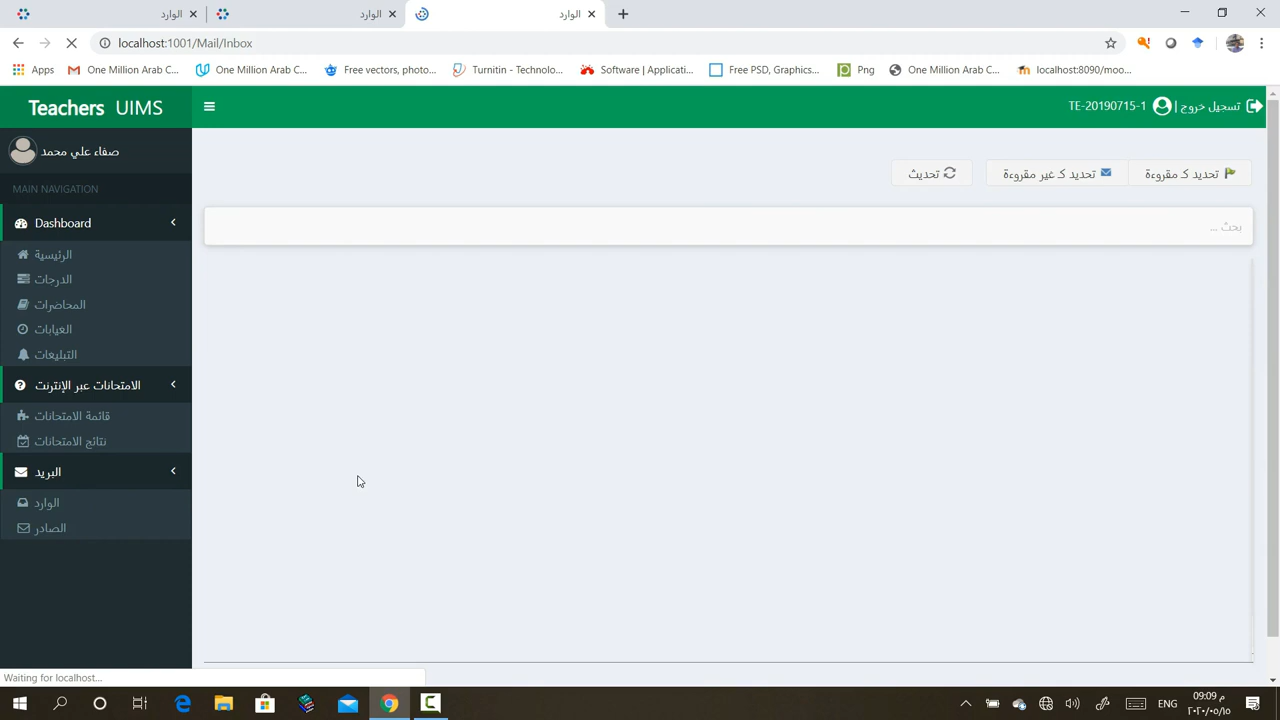 الوارد
الوارد
الوارد
localhost:1001/Mail/Inbox
Apps
One Million Arab C...
One Million Arab C...
Free vectors, photo...
Turnitin - Technolo...
Software | Applicati...
Free PSD, Graphics...
Png
One Million Arab C...
localhost:8090/moo...
Teachers UIMS
TE-20190715-1
تسجيل خروج |
صفاء علي محمد
MAIN NAVIGATION
Dashboard
الرئيسية
الدرجات
المحاضرات
الغيابات
التبليغات
الامتحانات عبر الإنترنت
قائمة الامتحانات
نتائج الامتحانات
البريد
الوارد
الصادر
تحديد كـ مقروءة
تحديد كـ غير مقروءة
تحديث
بحث ...
Waiting for localhost...
ENG
09:09 م